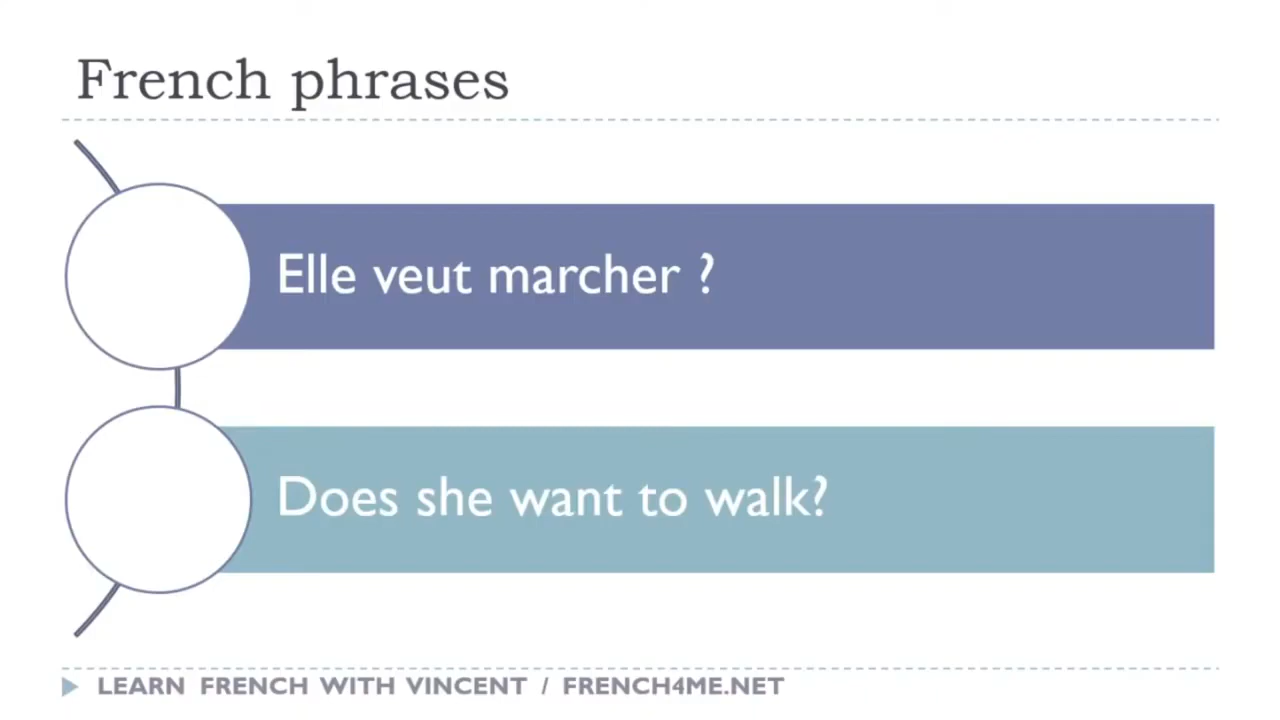 French phrases
Elle veut marcher ?
Does she want to walk?
LEARN FRENCH WITH VINCENT / FRENCH4ME.NET